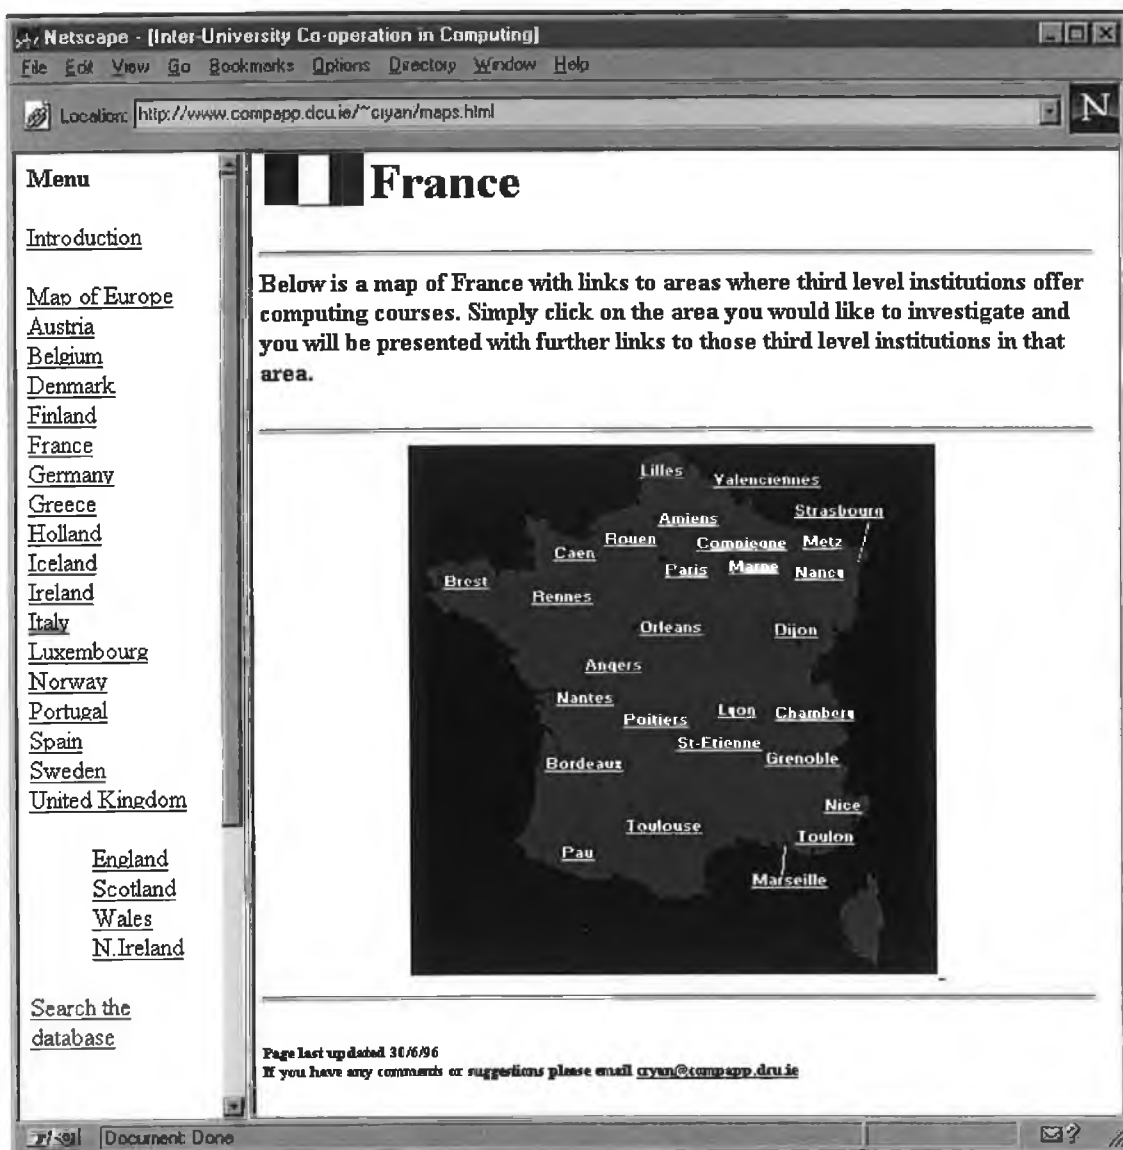 Netscape - [Inter-University Co-operation in Computing]
File Edit View Go Bookmarks Options Directory Window Help
Location: http://www.compapp.dcu.ie/~cryan/maps.html
N
Menu
Introduction
Map of Europe
Austria
Belgium
Denmark
Finland
France
Germany
Greece
Holland
Iceland
Ireland
Italy
Luxembourg
Norway
Portugal
Spain
Sweden
United Kingdom
England
Scotland
Wales
N.Ireland
Search the
database
France
Below is a map of France with links to areas where third level institutions offer
computing courses. Simply click on the area you would like to investigate and
you will be presented with further links to those third level institutions in that
area.
Lilles
Valenciennes
Strasbourg
Amiens
Rouen
Compiegne
Metz
Caen
Paris
Marne
Nancy
Brest
Rennes
Orleans
Dijon
Angers
Nantes
Poitiers
Lyon
Chambery
St-Etienne
Bordeaux
Grenoble
Nice
Toulouse
Toulon
Pau
Marseille
Page last updated 30/6/96
If you have any comments or suggestions please email cryan@compapp.dcu.ie
Document: Done
?